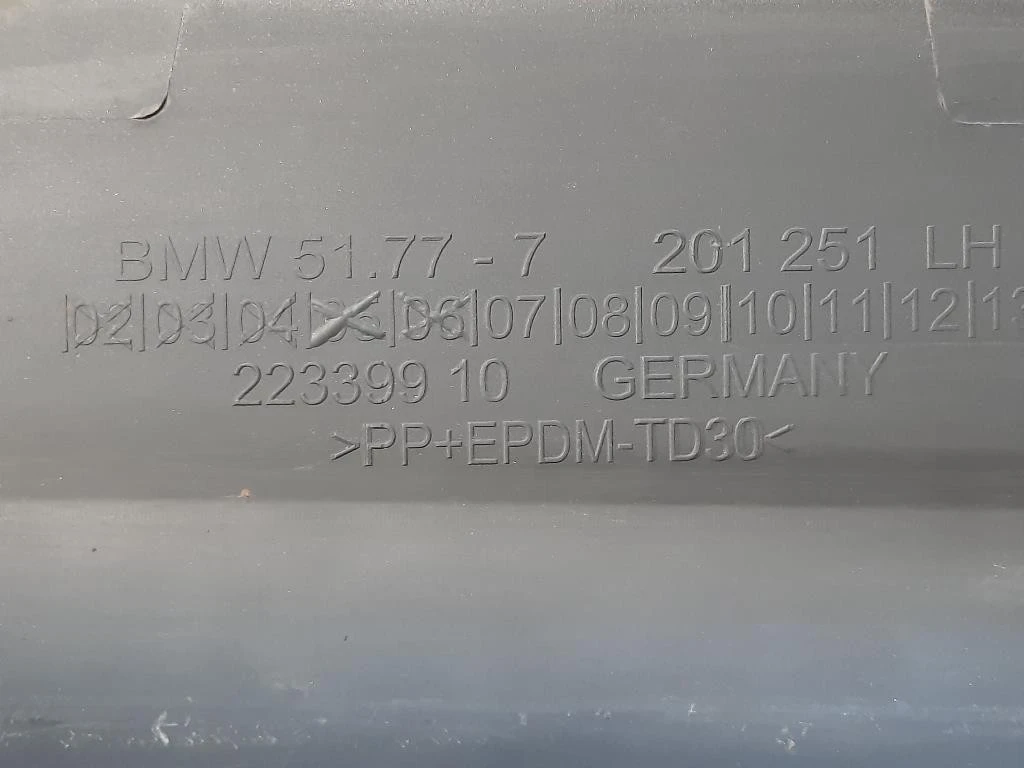 BMW 51.77 - 7 201 251 LH
|02|03|04|05|06|07|08|09|10|11|12|13
223399 10 GERMANY
>PP+EPDM-TD30<